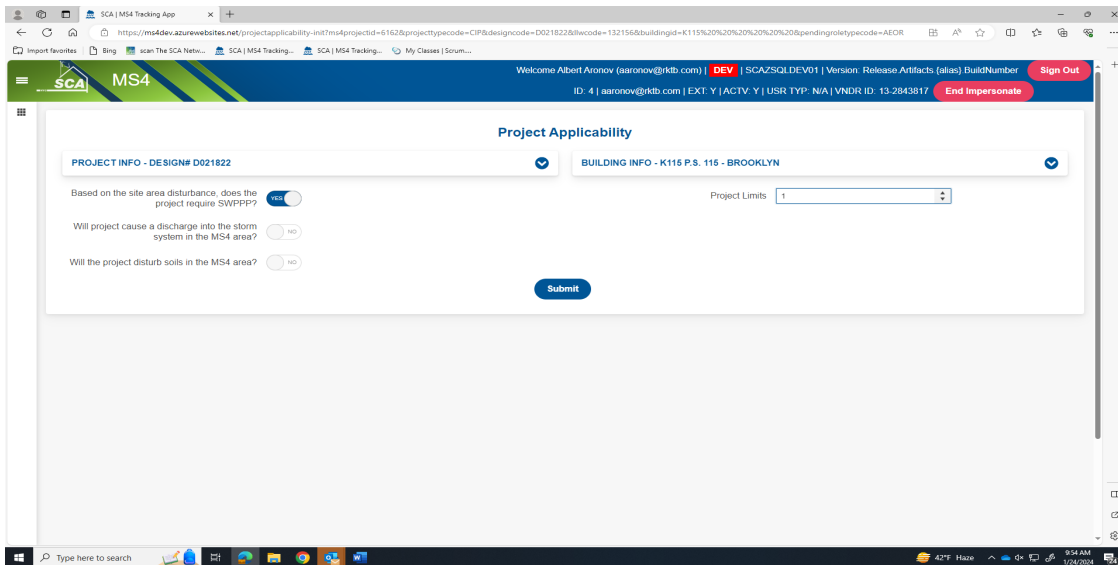 SCA | MS4 Tracking App
https://ms4dev.azurewebsites.net/projectapplicability-init?ms4projectid=6162&projecttypecode=CIP&designcode=D021822&llwcode=132156&buildingid=K115%20%20%20%20%20%20&pendingroletypecode=AEOR
Import favorites Bing scan The SCA Netw... SCA | MS4 Tracking... SCA | MS4 Tracking... My Classes | Scrum....
SCA MS4
Welcome Albert Aronov (aaronov@rktb.com) | DEV | SCAZSQLDEV01 | Version: Release.Artifacts.{alias}.BuildNumber Sign Out
ID: 4 | aaronov@rktb.com | EXT: Y | ACTV: Y | USR TYP: N/A | VNDR ID: 13-2843817 End Impersonate
Project Applicability
PROJECT INFO - DESIGN# D021822
BUILDING INFO - K115 P.S. 115 - BROOKLYN
Based on the site area disturbance, does the
project require SWPPP? YES
Project Limits 1
Will project cause a discharge into the storm
system in the MS4 area? NO
Will the project disturb soils in the MS4 area? NO
Submit
Type here to search
42°F Haze
9:54 AM
1/24/2024